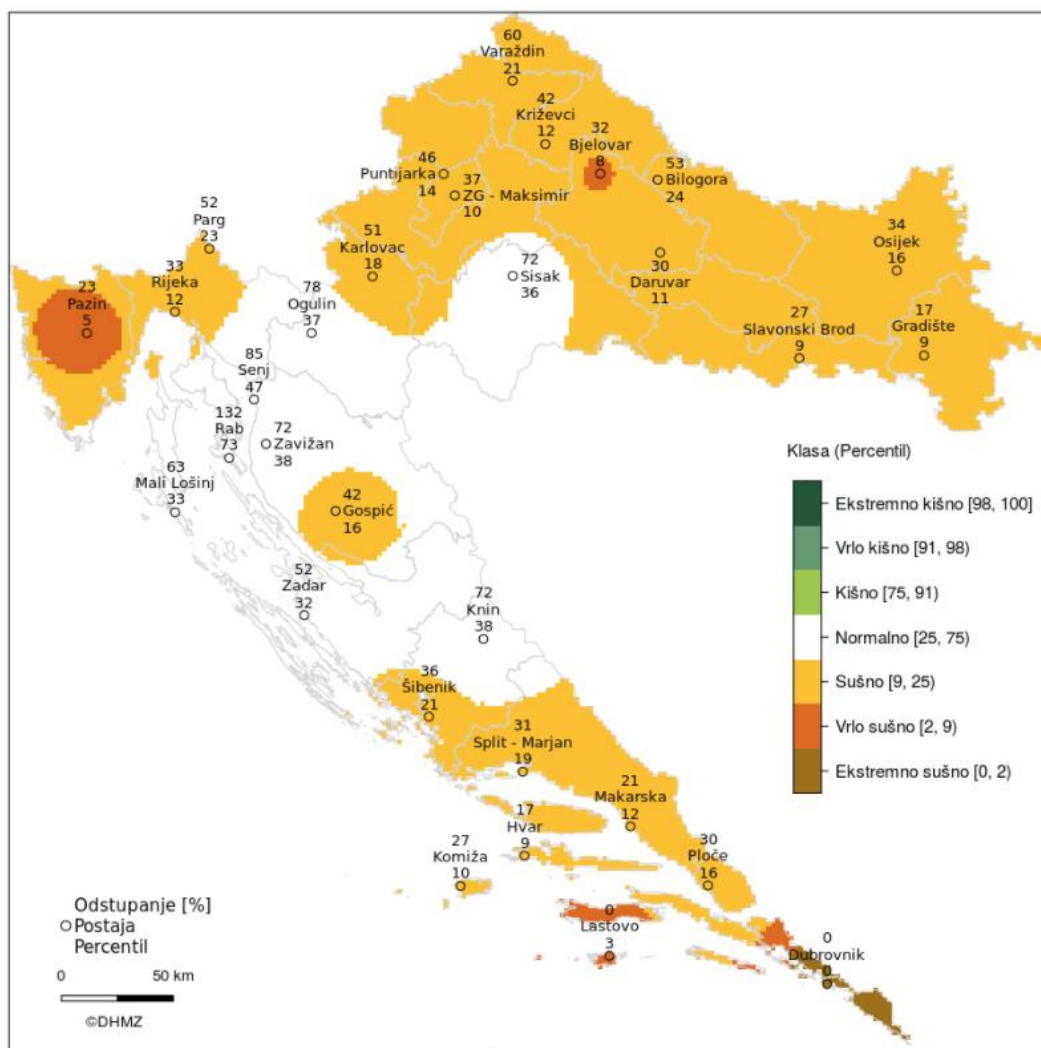 60
Varaždin
21
42
Križevci
12
32
Bjelovar
8
46
Puntijarka
14
37
ZG - Maksimir
10
53
Bilogora
24
52
Parg
23
51
Karlovac
18
72
Sisak
36
34
Osijek
16
30
Daruvar
11
33
Rijeka
12
23
Pazin
5
78
Ogulin
37
27
Slavonski Brod
9
17
Gradište
9
85
Senj
47
132
Rab
73
72
Zavižan
38
63
Mali Lošinj
33
42
Gospić
16
52
Zadar
32
72
Knin
38
36
Šibenik
21
31
Split - Marjan
19
21
Makarska
12
17
Hvar
9
27
Komiža
10
30
Ploče
16
0
Lastovo
3
0
Dubrovnik
0
Klasa (Percentil)
Ekstremno kišno [98, 100]
Vrlo kišno [91, 98)
Kišno [75, 91)
Normalno [25, 75)
Sušno [9, 25)
Vrlo sušno [2, 9)
Ekstremno sušno [0, 2)
Odstupanje [%]
Postaja
Percentil
0 50 km
©DHMZ